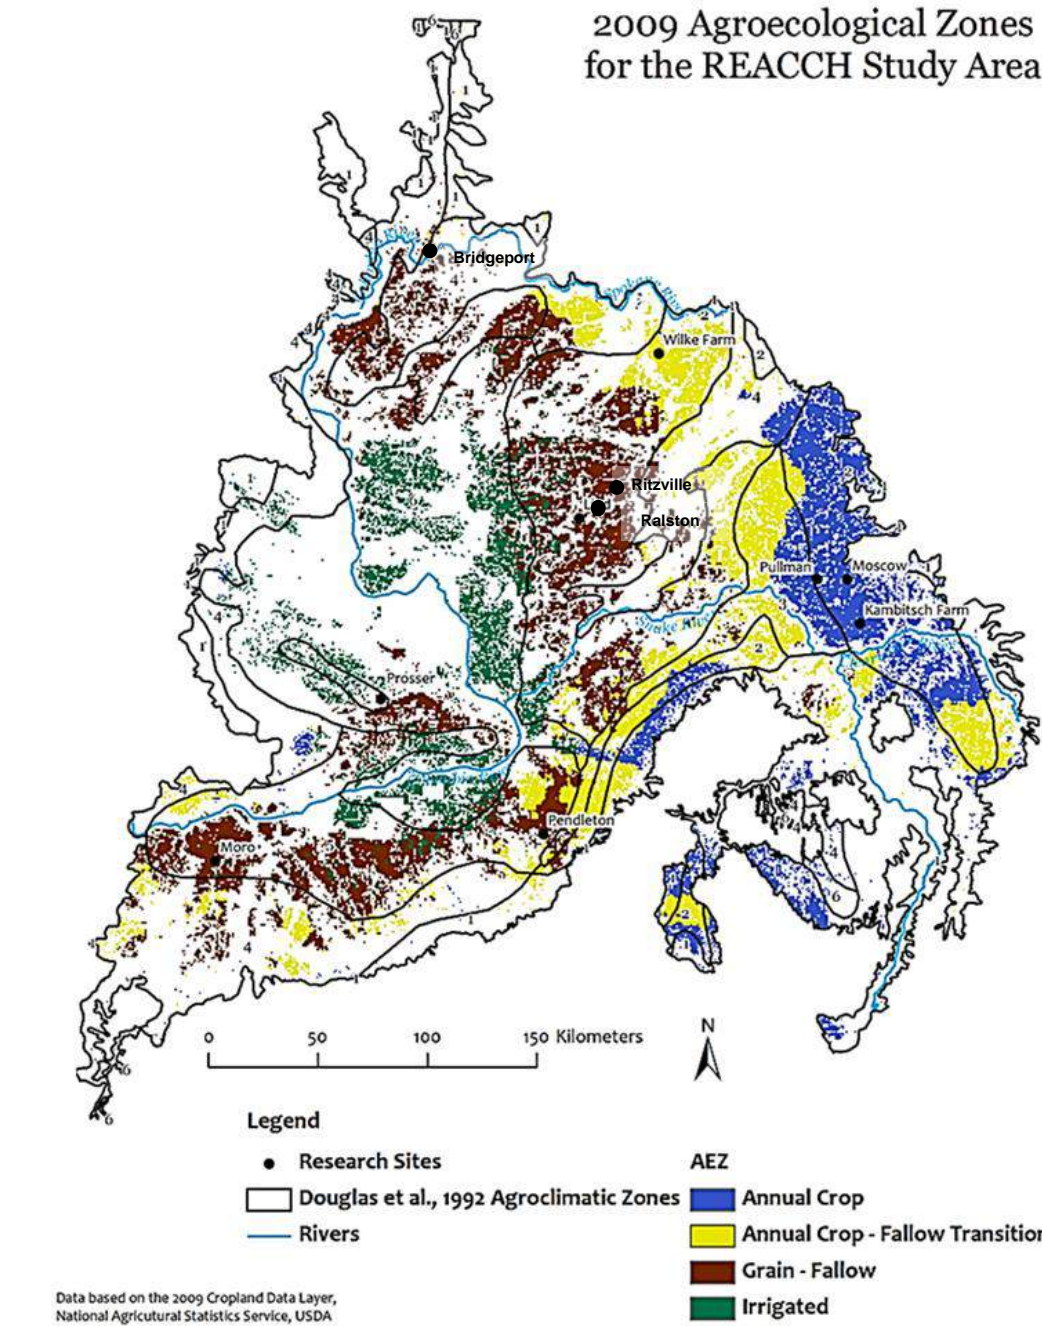 2009 Agroecological Zones
for the REACCH Study Area
Bridgeport
Wilke Farm
Ritzville
Ralston
Pullman
Moscow
Kambitsch Farm
Snake River
Prosser
Pendleton
Moro
0 50 100 150 Kilometers
N
Legend
Research Sites
Douglas et al., 1992 Agroclimatic Zones
Rivers
AEZ
Annual Crop
Annual Crop - Fallow Transition
Grain - Fallow
Irrigated
Data based on the 2009 Cropland Data Layer,
National Agricutural Statistics Service, USDA